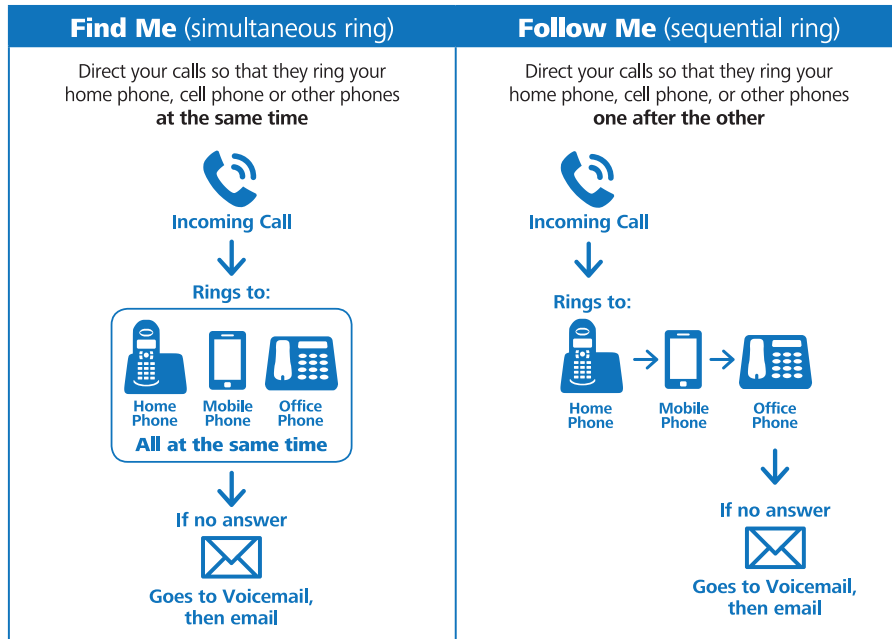 Find Me (simultaneous ring)
Direct your calls so that they ring your
home phone, cell phone or other phones
at the same time
Incoming Call
Rings to:
Home
Phone
Mobile
Phone
Office
Phone
All at the same time
If no answer
Goes to Voicemail,
then email
Follow Me (sequential ring)
Direct your calls so that they ring your
home phone, cell phone, or other phones
one after the other
Incoming Call
Rings to:
Home
Phone
Mobile
Phone
Office
Phone
If no answer
Goes to Voicemail,
then email